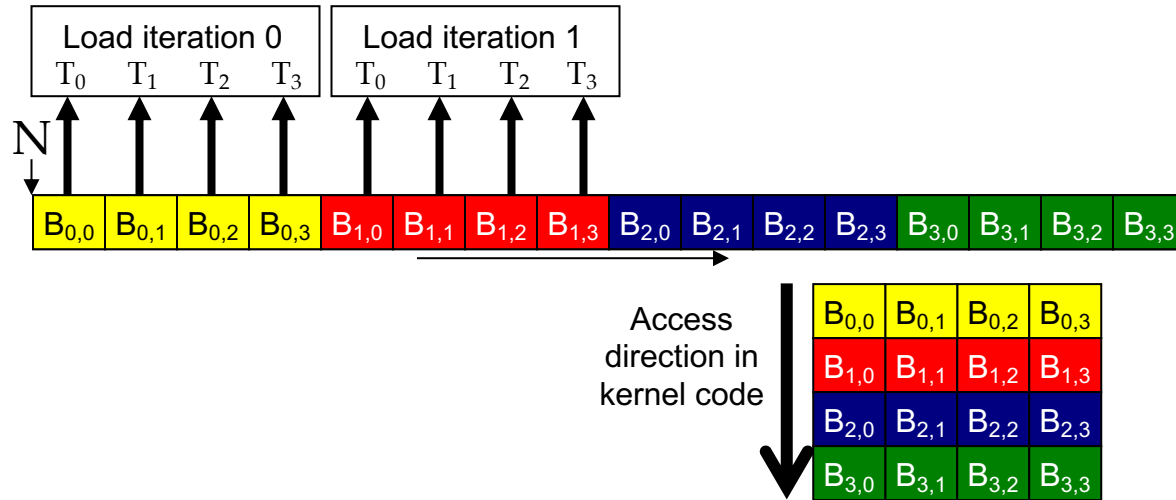 Load iteration 0 Load iteration 1
T0 T1 T2 T3 T0 T1 T2 T3
N
B0,0 B0,1 B0,2 B0,3 B1,0 B1,1 B1,2 B1,3 B2,0 B2,1 B2,2 B2,3 B3,0 B3,1 B3,2 B3,3
Access
direction in
kernel code
B0,0 B0,1 B0,2 B0,3
B1,0 B1,1 B1,2 B1,3
B2,0 B2,1 B2,2 B2,3
B3,0 B3,1 B3,2 B3,3